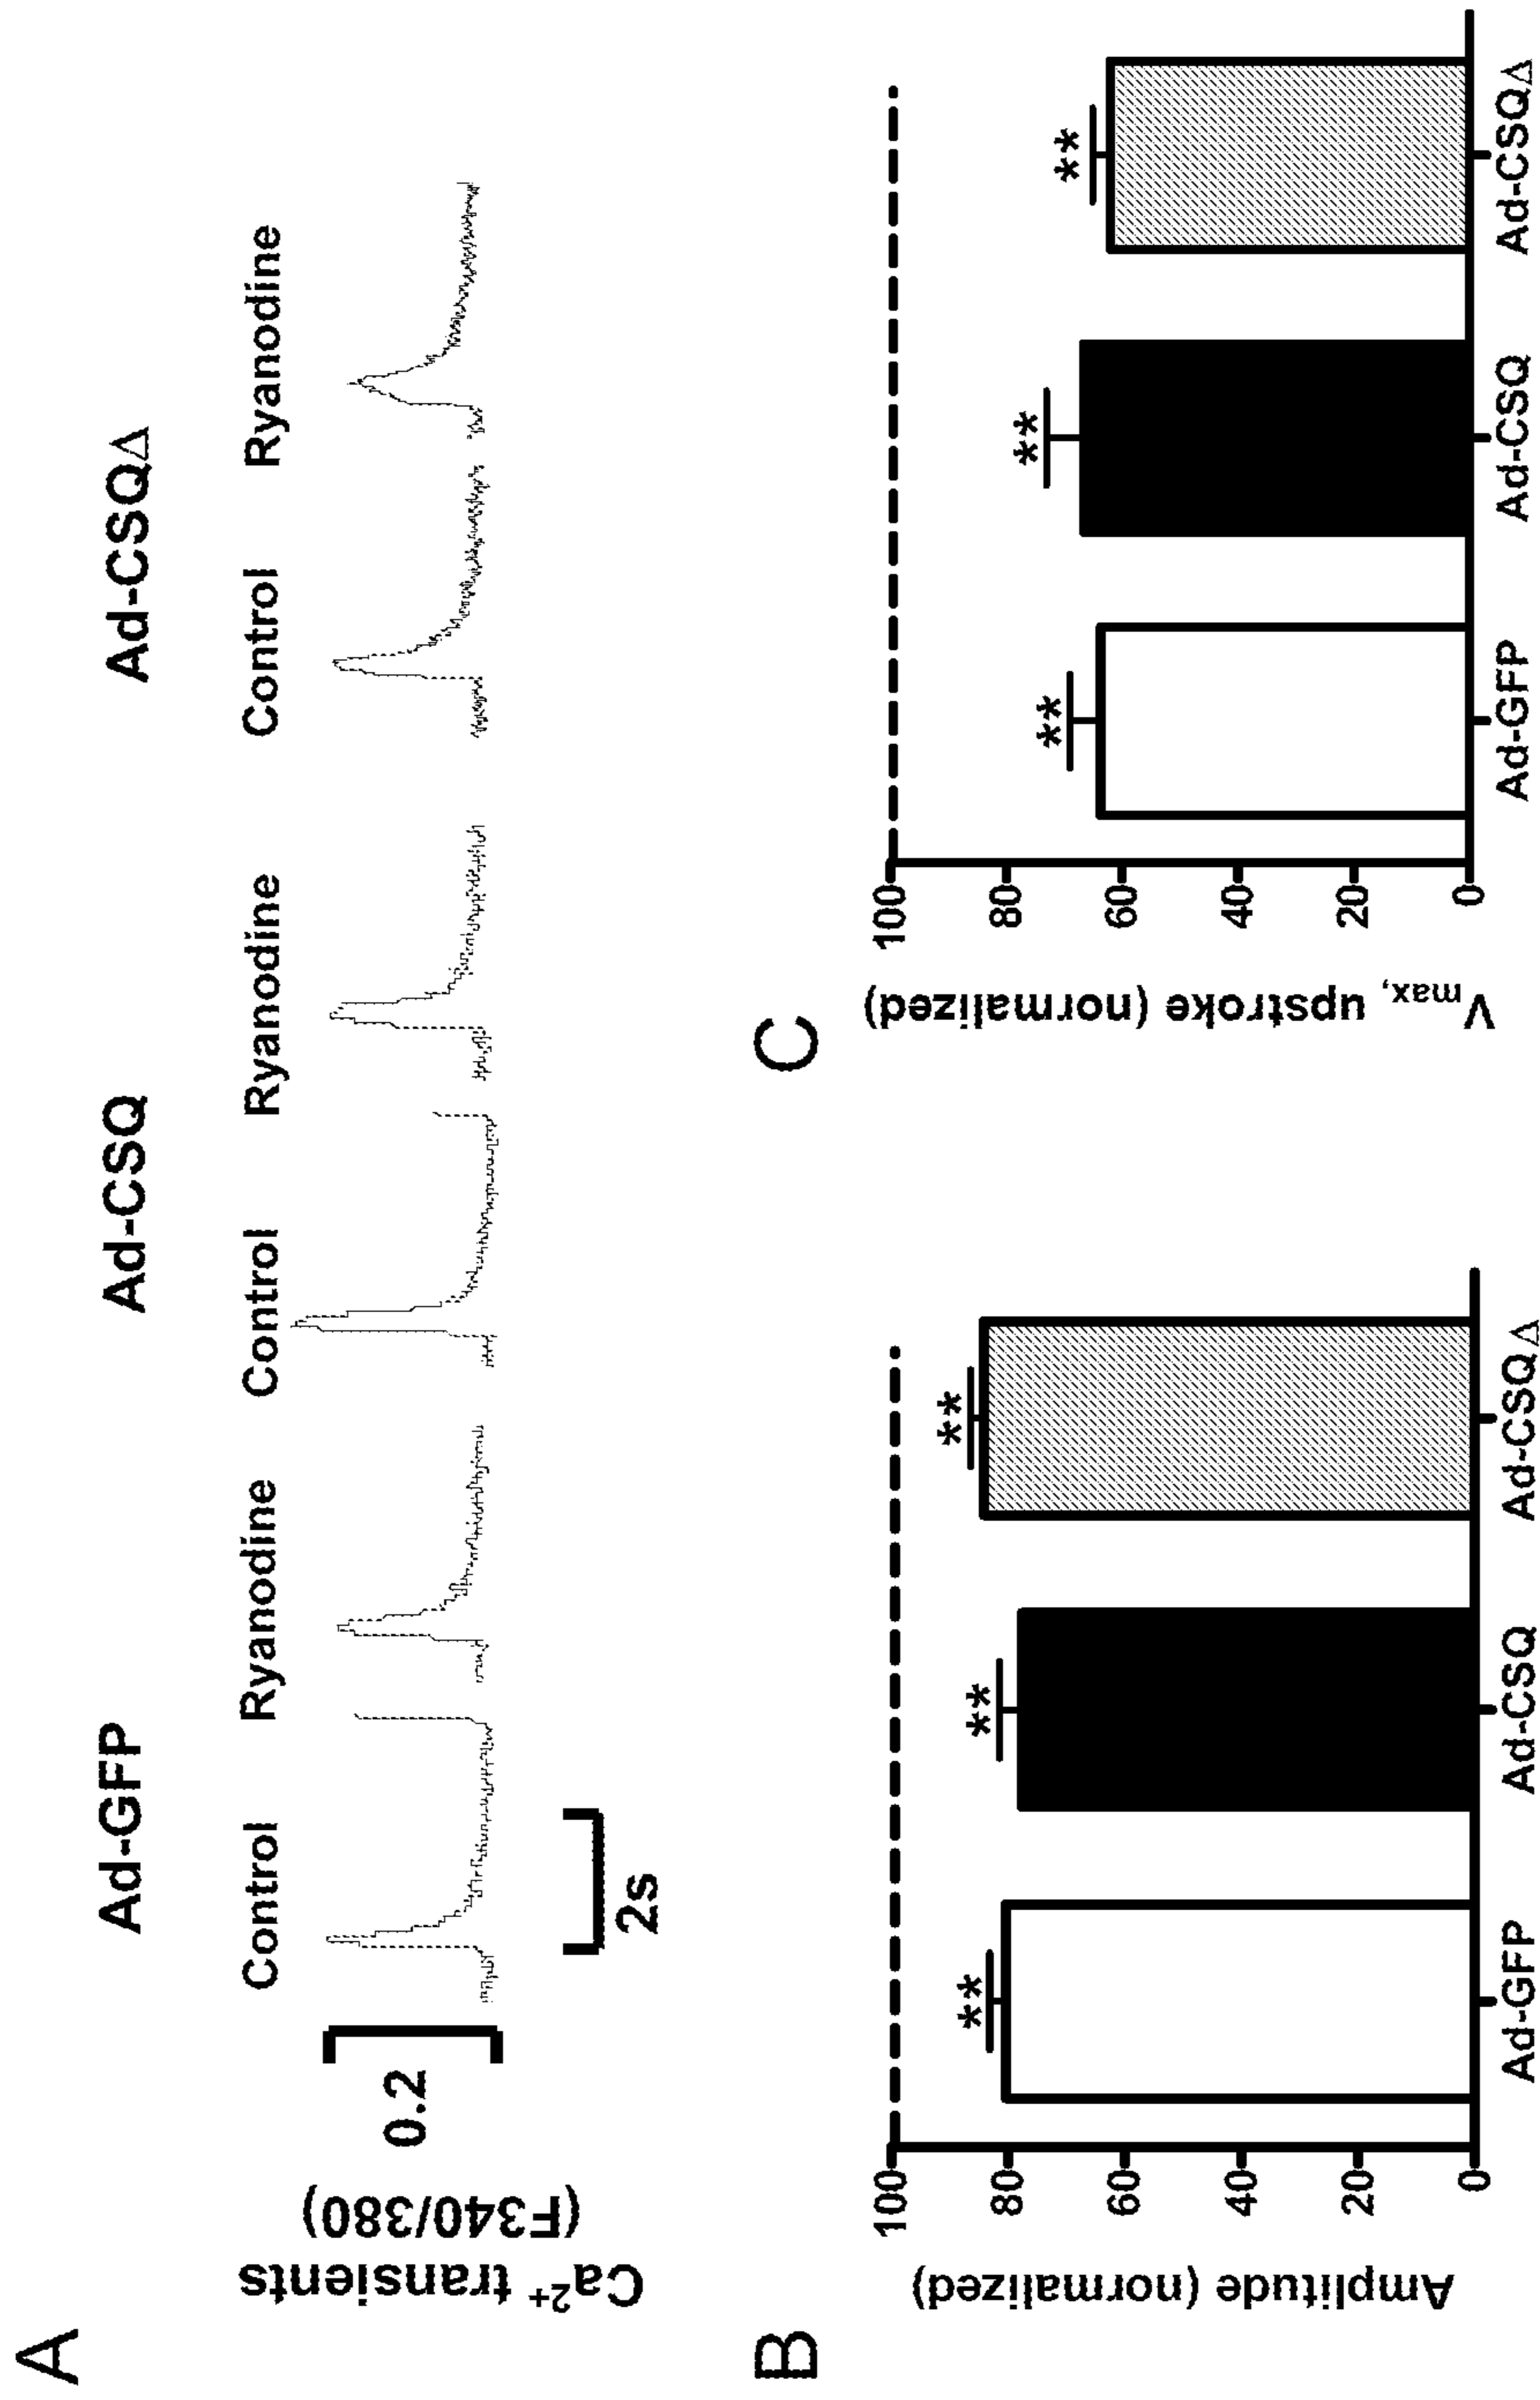 A
Ad-GFP
Ad-CSQ
Ad-CSQΔ
Control
Ryanodine
Control
Ryanodine
Control
Ryanodine
Ca²⁺ transients
(F340/380)
0.2
2s
B
Amplitude (normalized)
100
80
60
40
20
0
**
**
**
Ad-GFP
Ad-CSQ
Ad-CSQΔ
C
Vmax, upstroke (normalized)
100
80
60
40
20
0
**
**
**
Ad-GFP
Ad-CSQ
Ad-CSQΔ